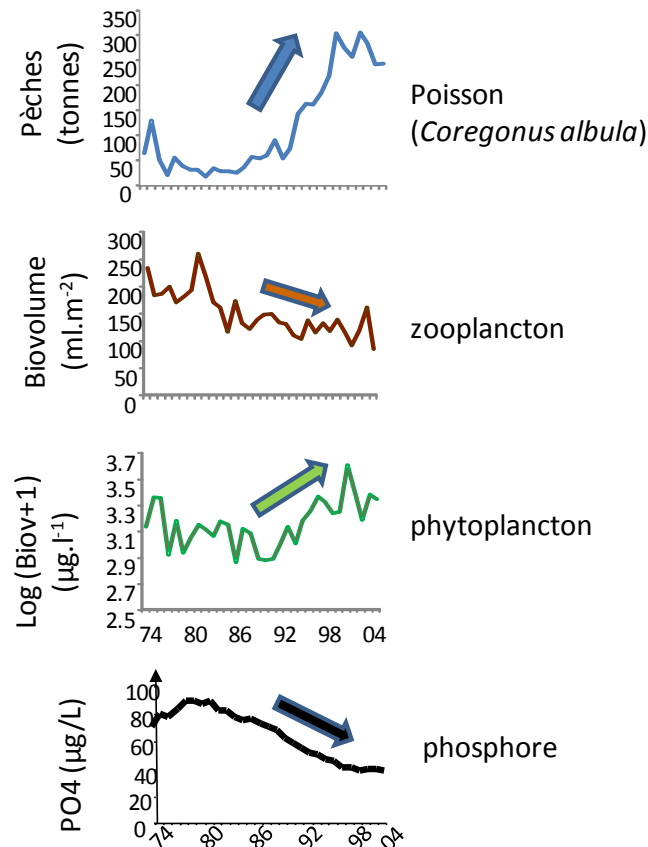 350
300
250
200
150
100
50
0
Pèches
(tonnes)
Poisson
(Coregonus albula)
300
250
200
150
100
50
0
Biovolume
(ml.m-2)
zooplancton
3.7
3.5
3.3
3.1
2.9
2.7
2.5
Log (Biov+1)
(µg.l-1)
74 80 86 92 98 04
phytoplancton
100
80
60
40
20
0
PO4 (µg/L)
74 80 86 92 98 04
phosphore